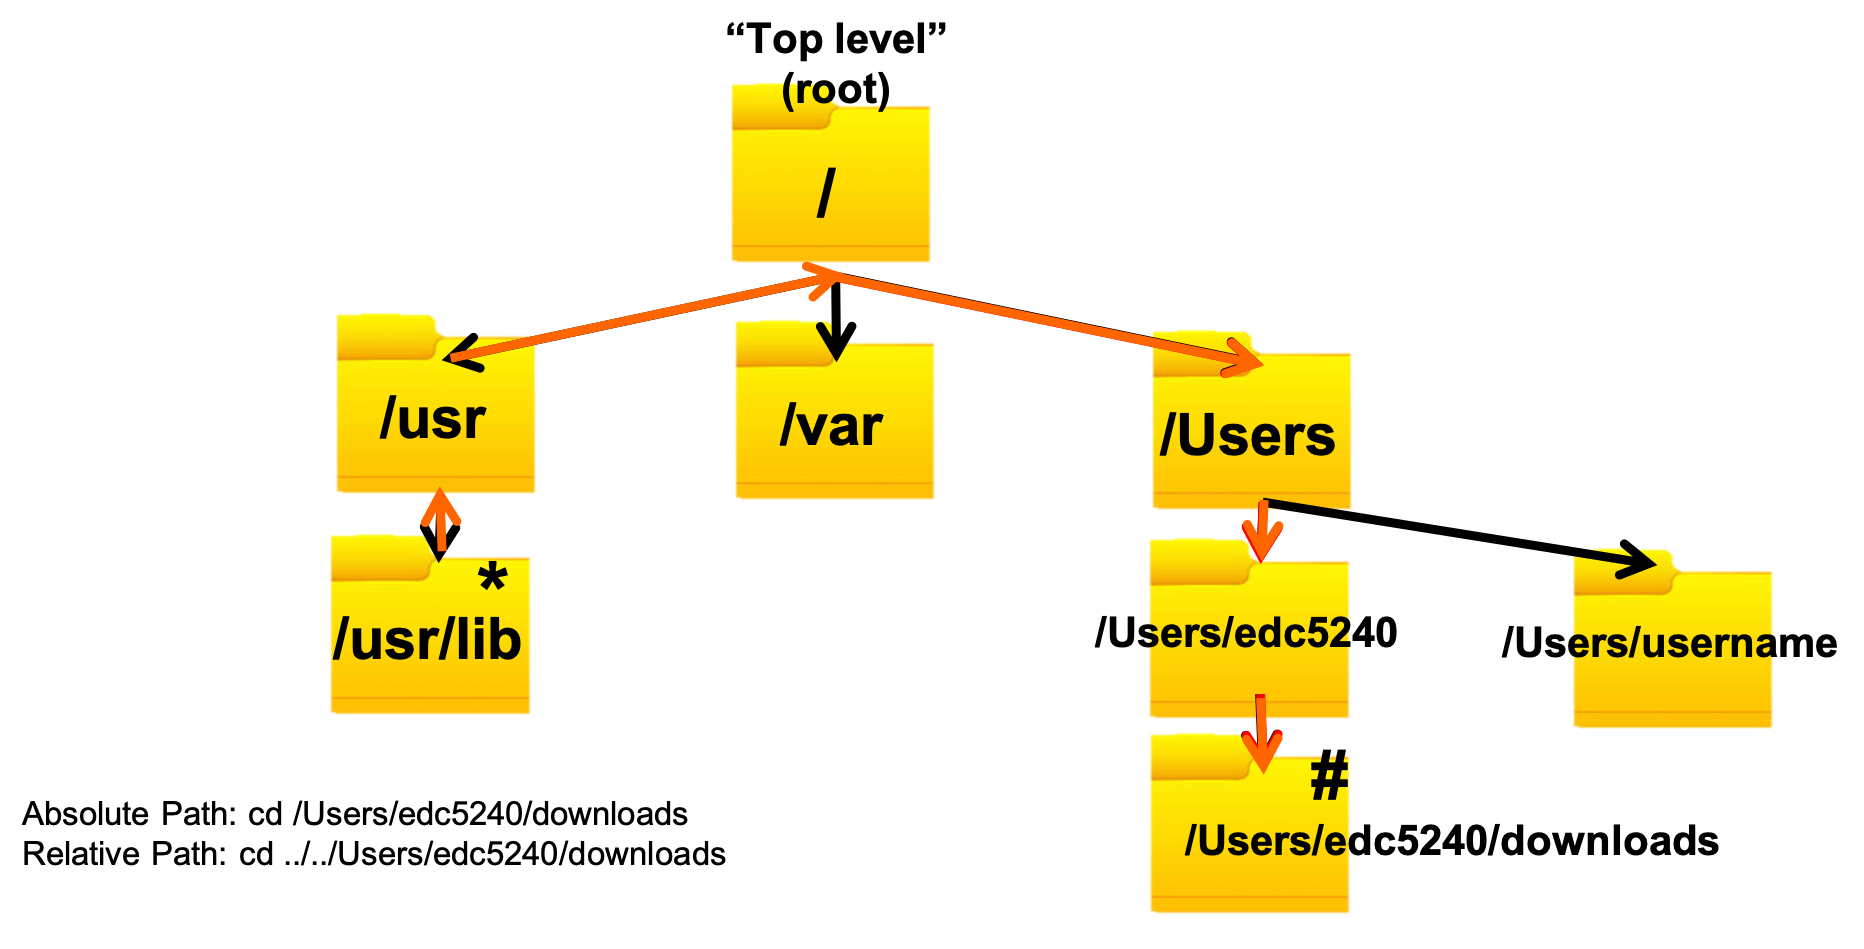 “Top level”
(root)
/
/usr
/var
/Users
*
/usr/lib
/Users/edc5240
/Users/username
#
/Users/edc5240/downloads
Absolute Path: cd /Users/edc5240/downloads
Relative Path: cd ../../Users/edc5240/downloads